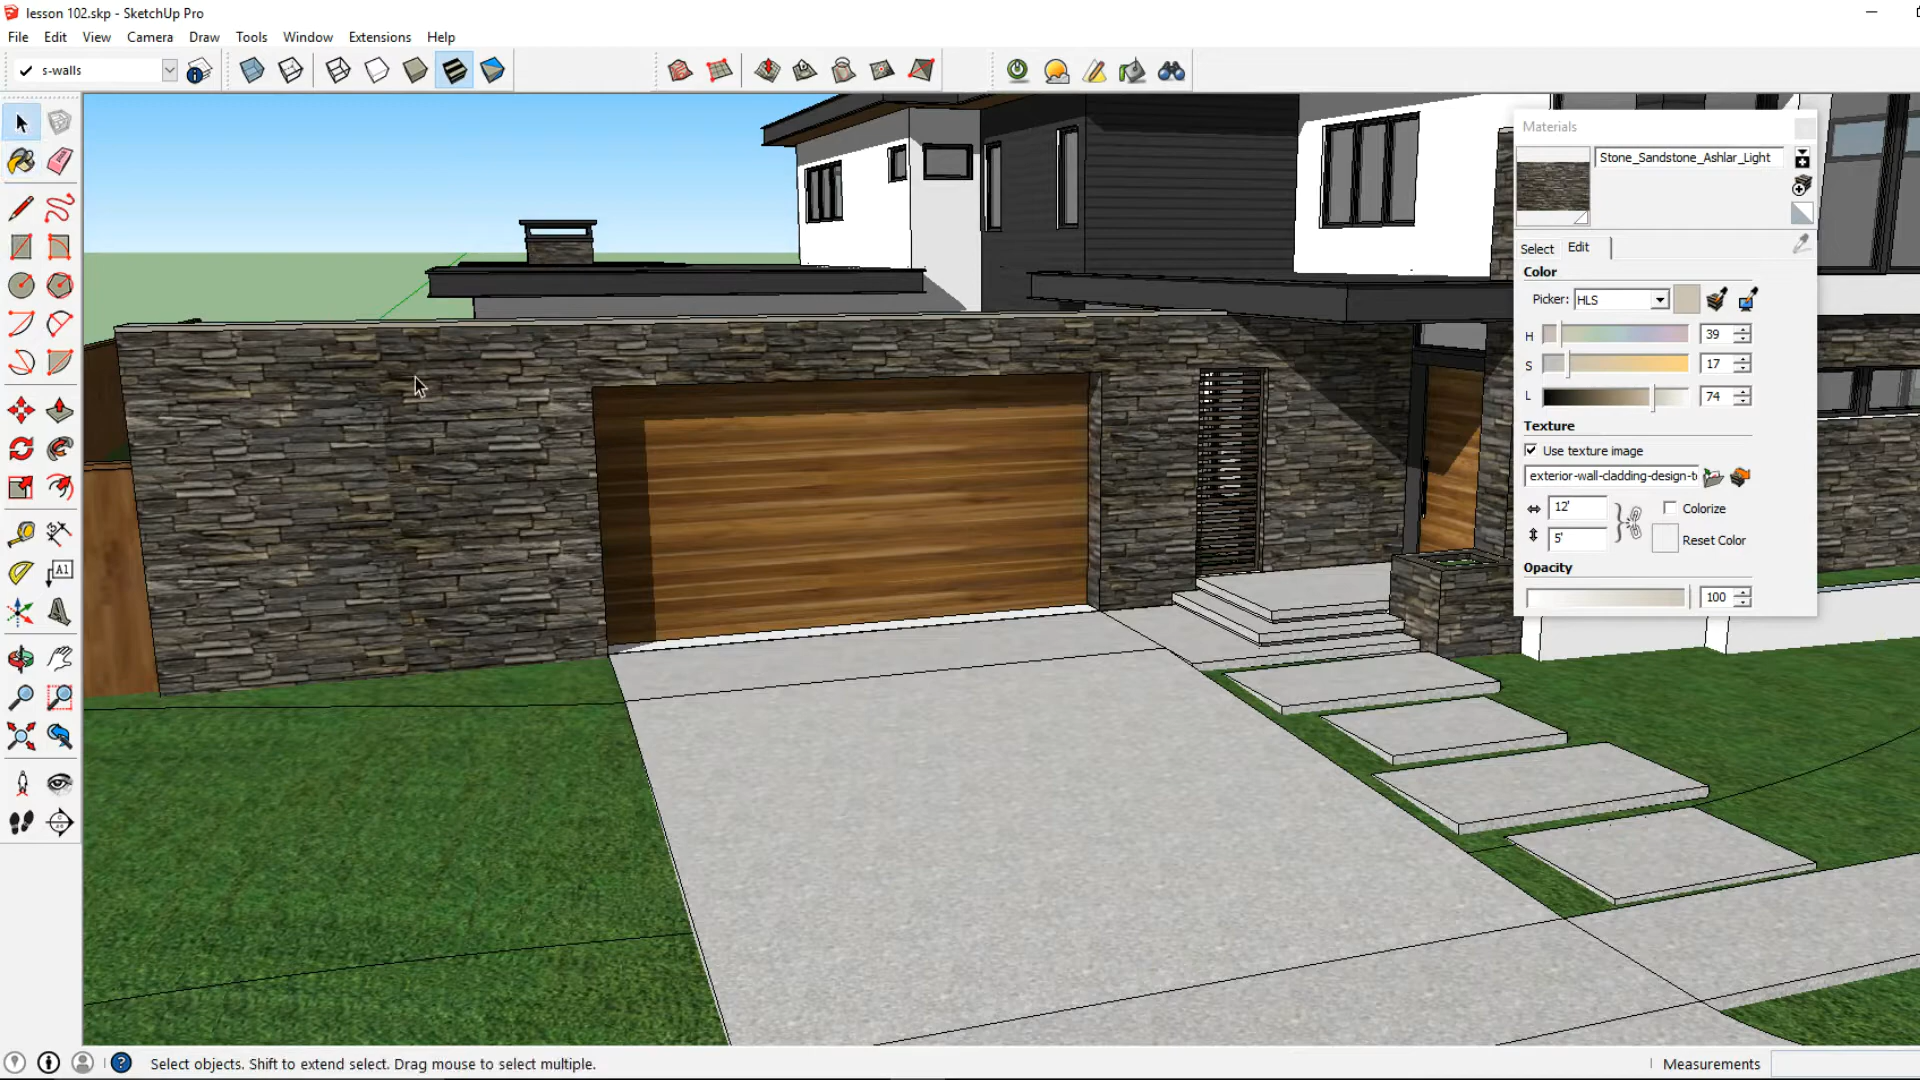 lesson 102.skp - SketchUp Pro
File Edit View Camera Draw Tools Window Extensions Help
s-walls
Materials
Stone_Sandstone_Ashlar_Light
Select Edit
Color
Picker: HLS
H 39
S 17
L 74
Texture
Use texture image
exterior-wall-cladding-design-t
12' Colorize
5' Reset Color
Opacity
100
A1
Select objects. Shift to extend select. Drag mouse to select multiple.
Measurements